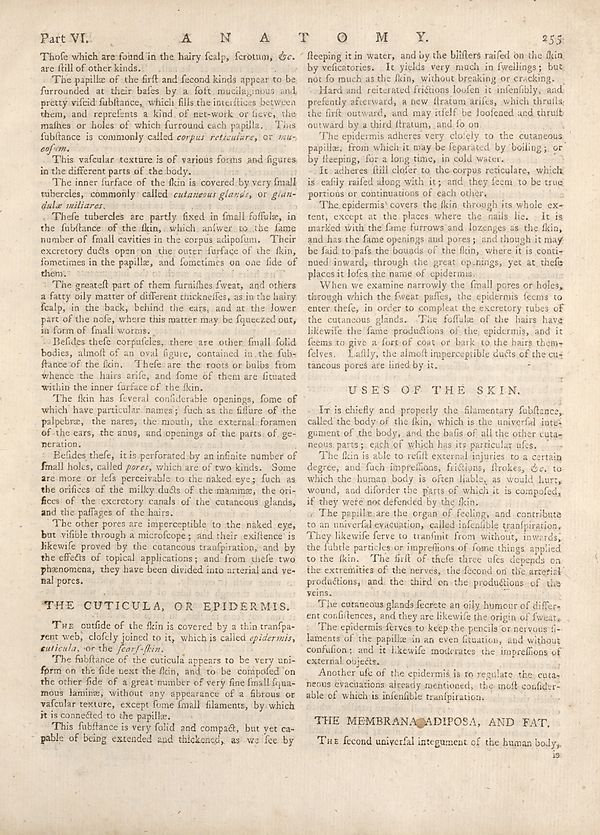 Part VI. A N A T O M Y. 255
Thoſe which are found in the hairy ſcalp, ſcrotum, &c.
are ſtill of other kinds.
The papillæ of the firſt and ſecond kinds appear to be
ſurrounded at their baſes by a ſoft mucilaginous and
pretty viſcid ſubſtance, which fills the interſtices between
them, and repreſents a kind of net-work or ſieve, the
maſhes or holes of which ſurround each papilla. This
ſubſtance is commonly called corpus reticulare, or mu-
coſum.
This vaſcular texture is of various forms and figures
in the different parts of the body.
The inner ſurface of the ſkin is covered by very ſmall
tubercles, commonly called cutaneous glands, or glan-
dulæ miliares.
Theſe tubercles are partly fixed in ſmall foſſulæ, in
the ſubſtance of the ſkin, which anſwer to the ſame
number of ſmall cavities in the corpus adipoſum. Their
excretory ducts open on the outer ſurface of the ſkin,
ſometimes in the papillæ, and ſometimes on one ſide of
them.
The greateſt part of them furniſhes ſweat, and others
a fatty oily matter of different thickneſſes, as in the hairy
ſcalp, in the back, behind the ears, and at the lower
part of the noſe, where this matter may be ſqueezed out,
in form of ſmall worms.
Beſides theſe corpuſcles, there are other ſmall ſolid
bodies, almoſt of an oval figure, contained in the ſub-
ſtance of the ſkin. Theſe are the roots or bulbs from
whence the hairs ariſe, and ſome of them are ſituated
within the inner ſurface of the ſkin.
The ſkin has ſeveral conſiderable openings, ſome of
which have particular names; ſuch as the fiſſure of the
palpebræ, the nares, the mouth, the external foramen
of the ears, the anus, and openings of the parts of ge-
neration.
Beſides theſe, it is perforated by an infinite number of
ſmall holes, called pores, which are of two kinds. Some
are more or leſs perceivable to the naked eye; ſuch as
the orifices of the milky ducts of the mammæ, the ori-
fices of the excretory canals of the cutaneous glands,
and the paſſages of the hairs.
The other pores are imperceptible to the naked eye,
but viſible through a microſcope; and their exiſtence is
likewiſe proved by the cutaneous tranſpiration, and by
the effects of topical applications; and from theſe two
phænomena, they have been divided into arterial and ve-
nal pores.
THE CUTICULA, OR EPIDERMIS.
THE outſide of the ſkin is covered by a thin tranſpa-
rent web, cloſely joined to it, which is called epidermis,
cuticula, or the ſcarf-ſkin.
The ſubſtance of the cuticula appears to be very uni-
form on the ſide next the ſkin, and to be compoſed on
the other ſide of a great number of very fine ſmall ſqua-
mous laminæ, without any appearance of a fibrous or
vaſcular texture, except ſome ſmall filaments, by which
it is connected to the papillæ.
This ſubſtance is very ſolid and compact, but yet ca-
pable of being extended and thickened, as we ſee by
ſteeping it in water, and by the bliſters raiſed on the ſkin
by veſicatories. It yields very much in ſwellings; but
not ſo much as the ſkin, without breaking or cracking.
Hard and reiterated frictions looſen it inſenſibly, and
preſently afterward, a new ſtratum ariſes, which thruſts
the firſt outward, and may itſelf be looſened and thruſt
outward by a third ſtratum, and ſo on.
The epidermis adheres very cloſely to the cutaneous
papillæ, from which it may be ſeparated by boiling; or
by ſteeping, for a long time, in cold water.
It adheres ſtill cloſer to the corpus reticulare, which
is eaſily raiſed along with it; and they ſeem to be true
portions or continuations of each other.
The epidermis covers the ſkin through its whole ex-
tent, except at the places where the nails lie. It is
marked with the ſame furrows and lozenges as the ſkin,
and has the ſame openings and pores; and though it may
be ſaid to paſs the bounds of the ſkin, where it is conti-
nued inward, through the great openings, yet at theſe
places it loſes the name of epidermis.
When we examine narrowly the ſmall pores or holes,
through which the ſweat paſſes, the epidermis ſeems to
enter theſe, in order to compleat the excretory tubes of
the cutaneous glands. The foſſulæ of the hairs have
likewiſe the ſame productions of the epidermis, and it
ſeems to give a ſort of coat or bark to the hairs them-
ſelves. Laſtly, the almoſt imperceptible ducts of the cu-
taneous pores are lined by it.
USES OF THE SKIN.
IT is chiefly and properly the filamentary ſubſtance,
called the body of the ſkin, which is the univerſal inte-
gument of the body, and the baſis of all the other cuta-
neous parts; each of which has its particular uſes.
The ſkin is able to reſiſt external injuries to a certain
degree, and ſuch impreſſions, frictions, ſtrokes, &c. to
which the human body is often liable, as would hurt,
wound, and diſorder the parts of which it is compoſed,
if they were not defended by the ſkin.
The papillæ are the organ of feeling, and contribute
to an univerſal evacuation, called inſenſible tranſpiration.
They likewiſe ſerve to tranſmit from without, inwards,
the ſubtle particles or impreſſions of ſome things applied
to the ſkin. The firſt of theſe three uſes depends on
the extremities of the nerves, the ſecond on the arterial
productions, and the third on the productions of the
veins.
The cutaneous glands ſecrete an oily humour of differ-
ent conſiſtences, and they are likewiſe the origin of ſweat.
The epidermis ſerves to keep the pencils or nervous fi-
laments of the papillæ in an even ſituation, and without
confuſion; and it likewiſe moderates the impreſſions of
external objects.
Another uſe of the epidermis is to regulate the cuta-
neous evacuations already mentioned, the moſt conſider-
able of which is inſenſible tranſpiration.
THE MEMBRANA ADIPOSA, AND FAT.
THE ſecond univerſal integument of the human body,
is